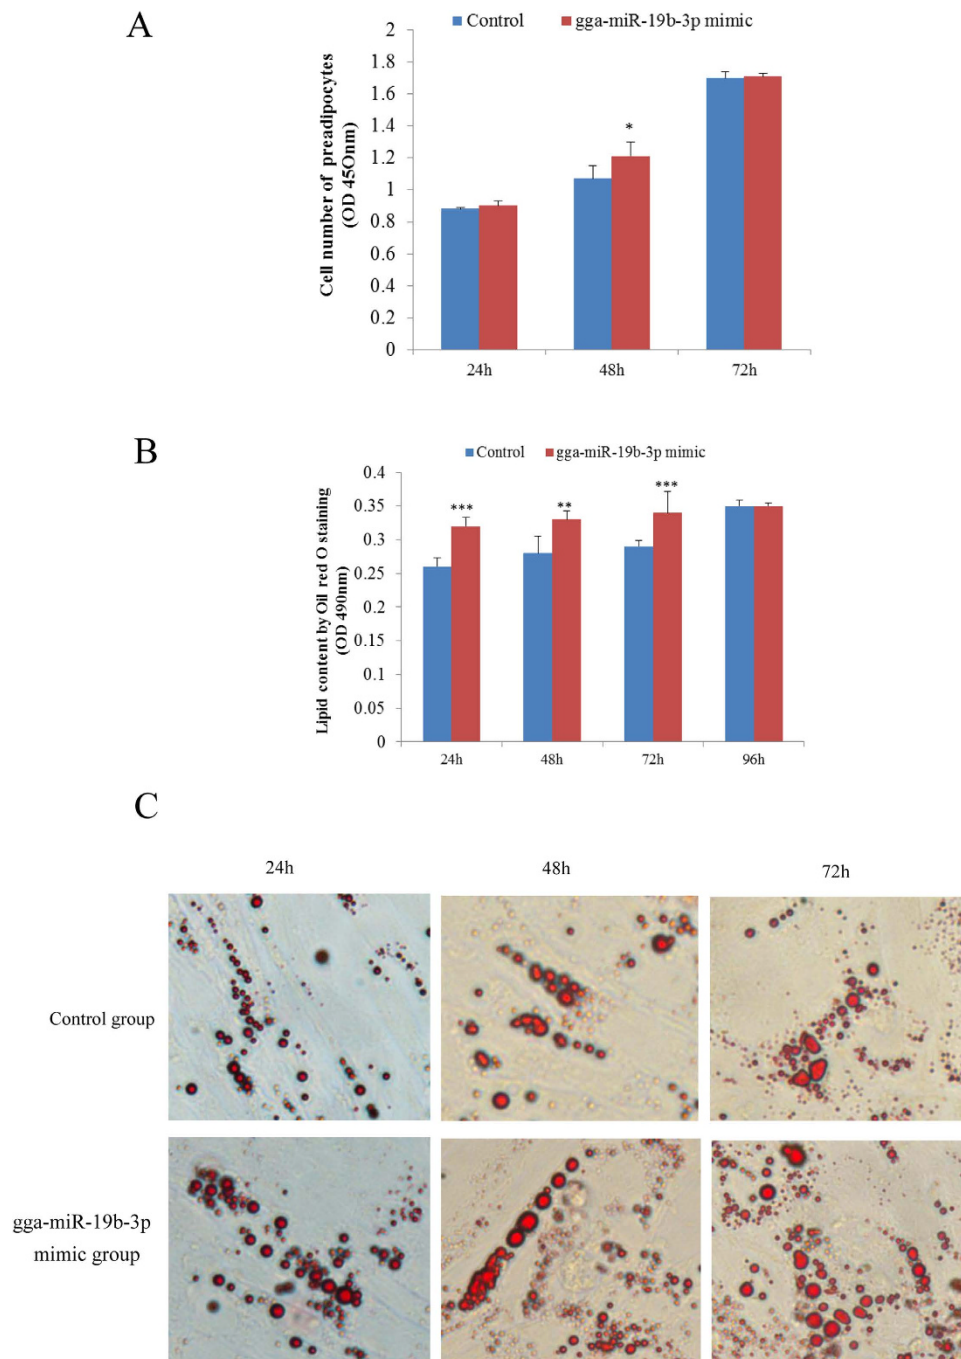 A
Control gga-miR-19b-3p mimic
Cell number of preadipocytes
(OD 45Onm)
2
1.8
1.6
1.4
1.2
1
0.8
0.6
0.4
0.2
0
*
24h 48h 72h
B
Control gga-miR-19b-3p mimic
Lipid content by Oil red O staining
(OD 490nm)
0.4
0.35
0.3
0.25
0.2
0.15
0.1
0.05
0
*** ** ***
24h 48h 72h 96h
C
24h 48h 72h
Control group
gga-miR-19b-3p
mimic group